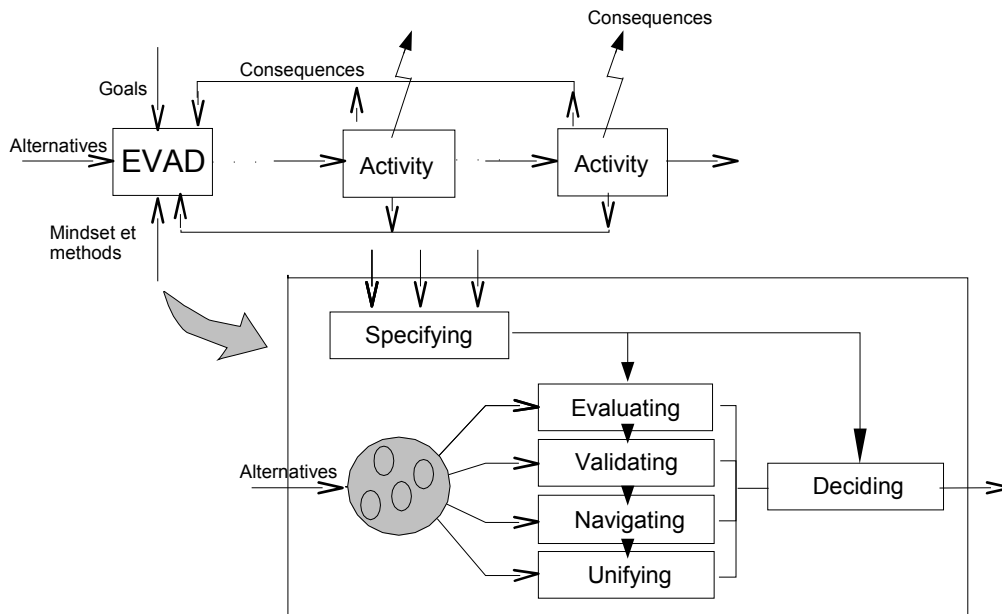 Consequences
Consequences
Goals
Alternatives
EVAD
Activity
Activity
Mindset et
methods
Specifying
Evaluating
Validating
Alternatives
Deciding
Navigating
Unifying